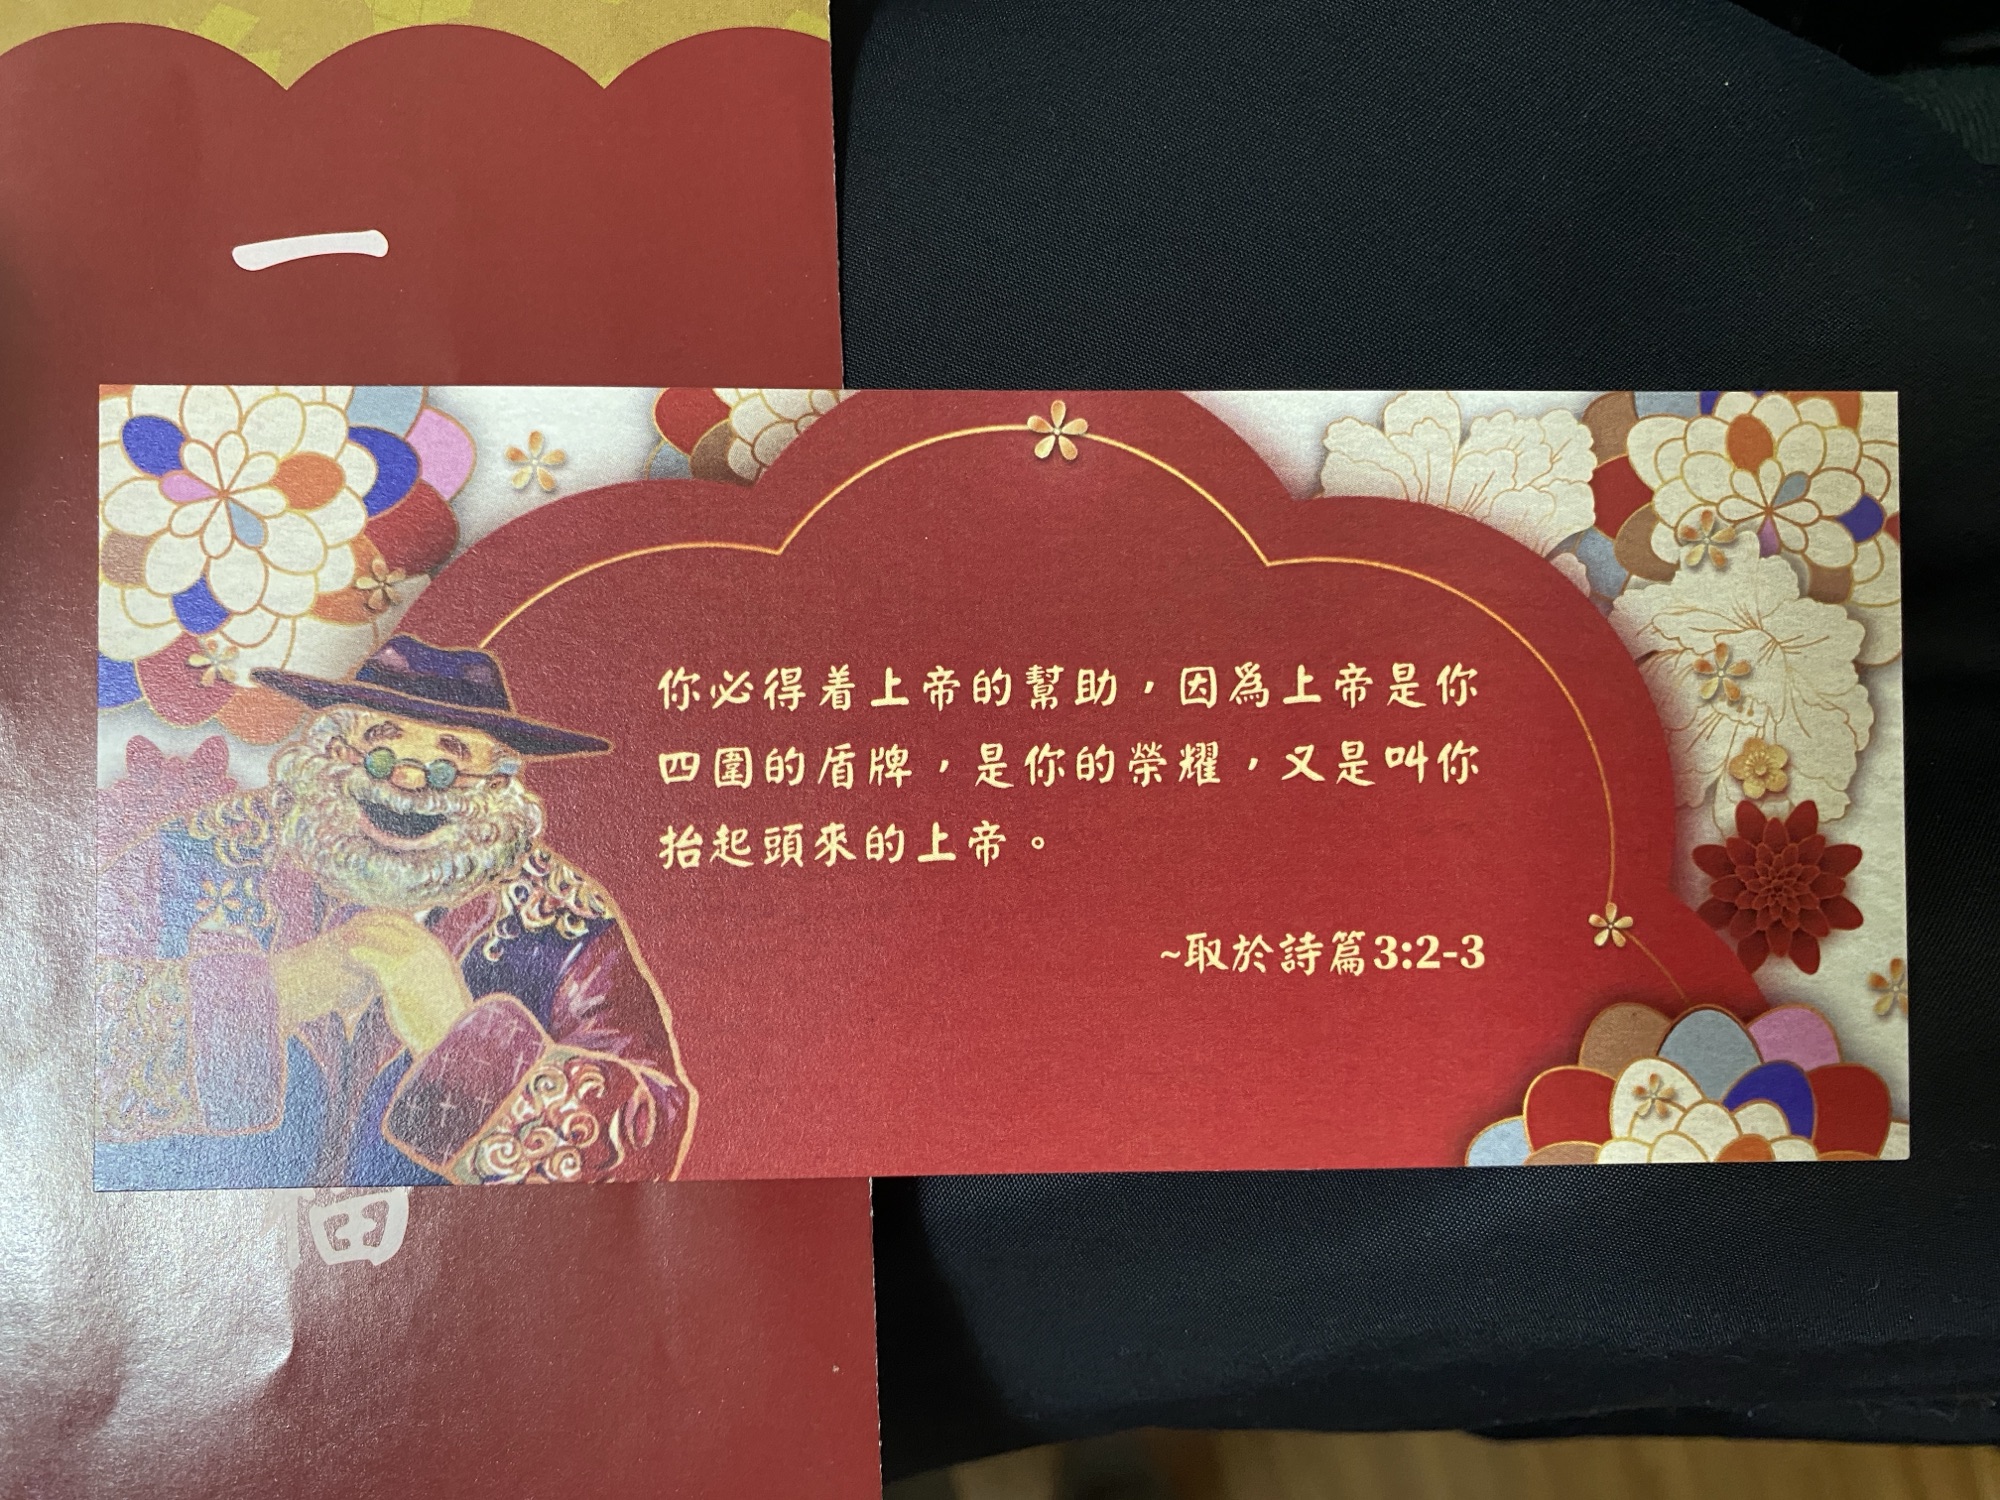 一
你必得着上帝的幫助，因爲上帝是你
四圍的盾牌，是你的榮耀，又是叫你
抬起頭來的上帝。
~取於詩篇3:2-3